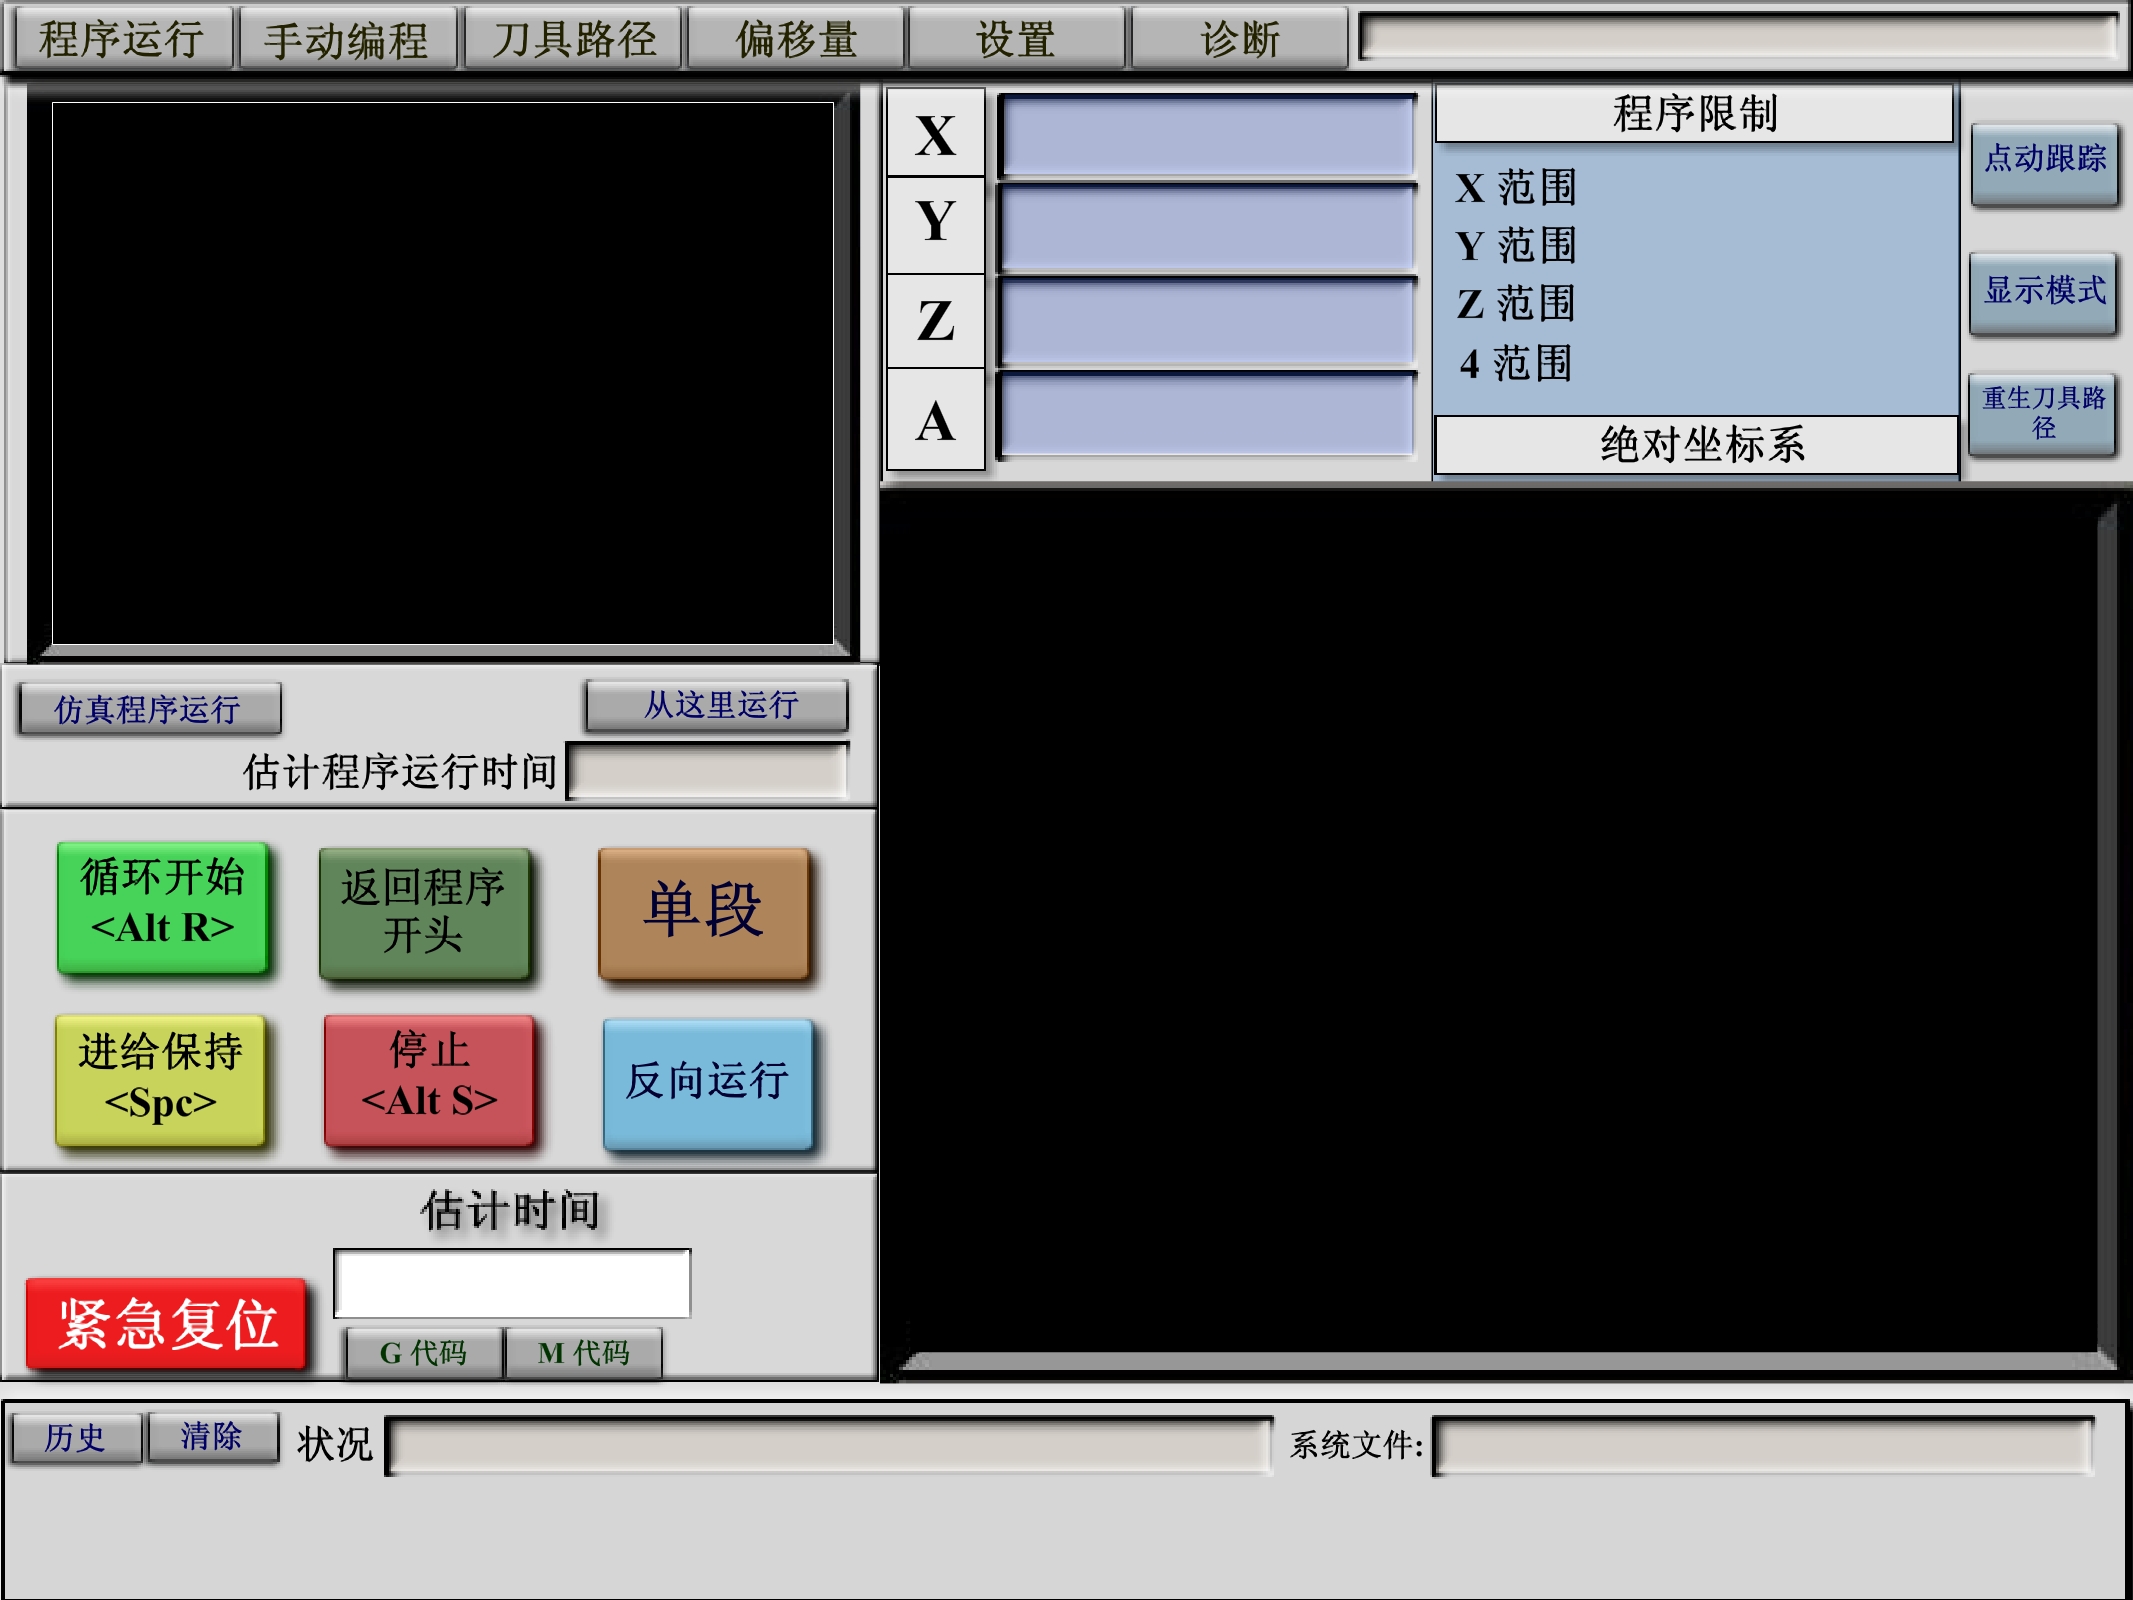 程序运行
手动编程
刀具路径
偏移量
设置
诊断
X
Y
Z
A
程序限制
X 范围
Y 范围
Z 范围
4 范围
绝对坐标系
点动跟踪
显示模式
重生刀具路
径
仿真程序运行
从这里运行
估计程序运行时间
循环开始
<Alt R>
返回程序
开头
单段
进给保持
<Spc>
停止
<Alt S>
反向运行
估计时间
紧急复位
G 代码
M 代码
历史
清除
状况
系统文件: